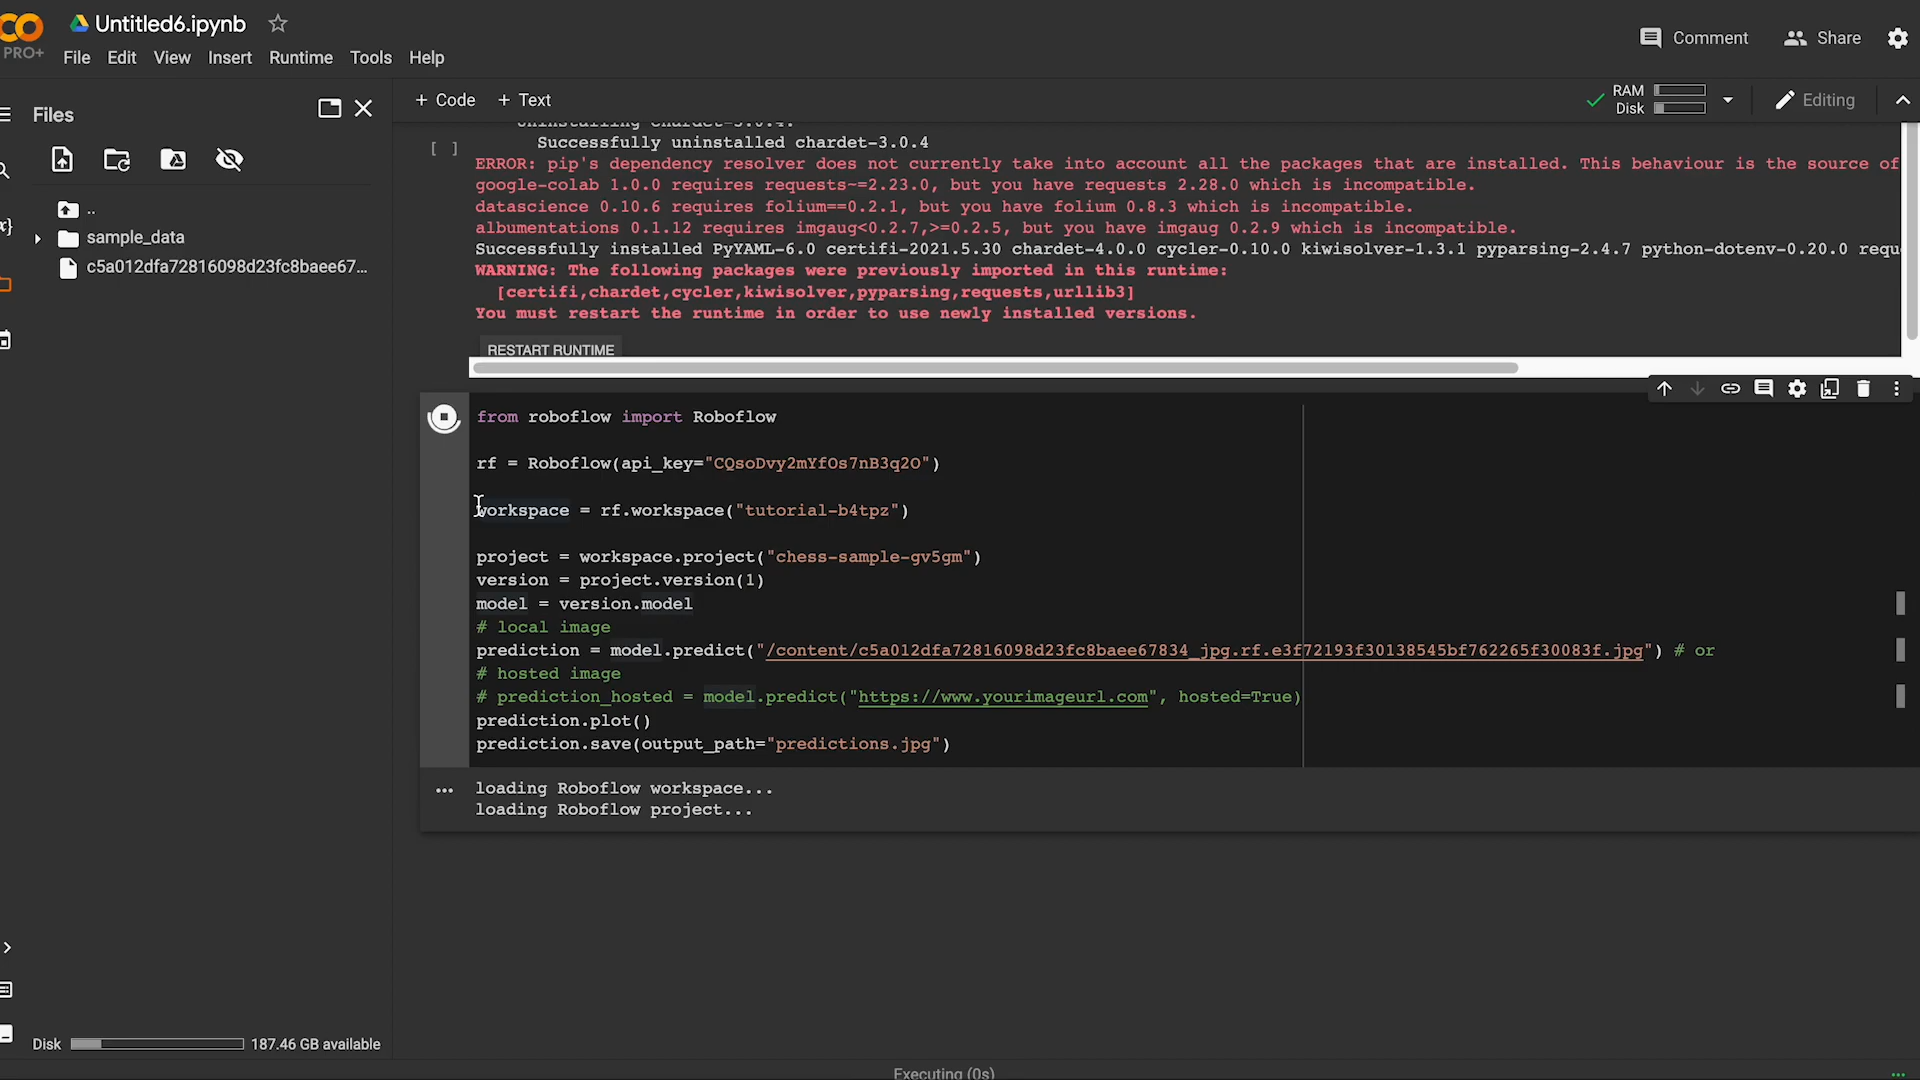 Untitled6.ipynb
PRO+
File Edit View Insert Runtime Tools Help
Comment
Share
Files
+ Code + Text
RAM
Disk
Editing
..
sample_data
c5a012dfa72816098d23fc8baee67...
Uninstalling chardet-3.0.4:
Successfully uninstalled chardet-3.0.4
[ ]
ERROR: pip's dependency resolver does not currently take into account all the packages that are installed. This behaviour is the source of
google-colab 1.0.0 requires requests~=2.23.0, but you have requests 2.28.0 which is incompatible.
datascience 0.10.6 requires folium==0.2.1, but you have folium 0.8.3 which is incompatible.
albumentations 0.1.12 requires imgaug<0.2.7,>=0.2.5, but you have imgaug 0.2.9 which is incompatible.
Successfully installed PyYAML-6.0 certifi-2021.5.30 chardet-4.0.0 cycler-0.10.0 kiwisolver-1.3.1 pyparsing-2.4.7 python-dotenv-0.20.0 requ
WARNING: The following packages were previously imported in this runtime:
[certifi,chardet,cycler,kiwisolver,pyparsing,requests,urllib3]
You must restart the runtime in order to use newly installed versions.
RESTART RUNTIME
from roboflow import Roboflow
rf = Roboflow(api_key="CQsoDvy2mYfOs7nB3q2O")
workspace = rf.workspace("tutorial-b4tpz")
project = workspace.project("chess-sample-gv5gm")
version = project.version(1)
model = version.model
# local image
prediction = model.predict("/content/c5a012dfa72816098d23fc8baee67834_jpg.rf.e3f72193f30138545bf762265f30083f.jpg") # or
# hosted image
# prediction_hosted = model.predict("https://www.yourimageurl.com", hosted=True)
prediction.plot()
prediction.save(output_path="predictions.jpg")
... loading Roboflow workspace...
loading Roboflow project...
Disk 187.46 GB available
Executing (0s)
...